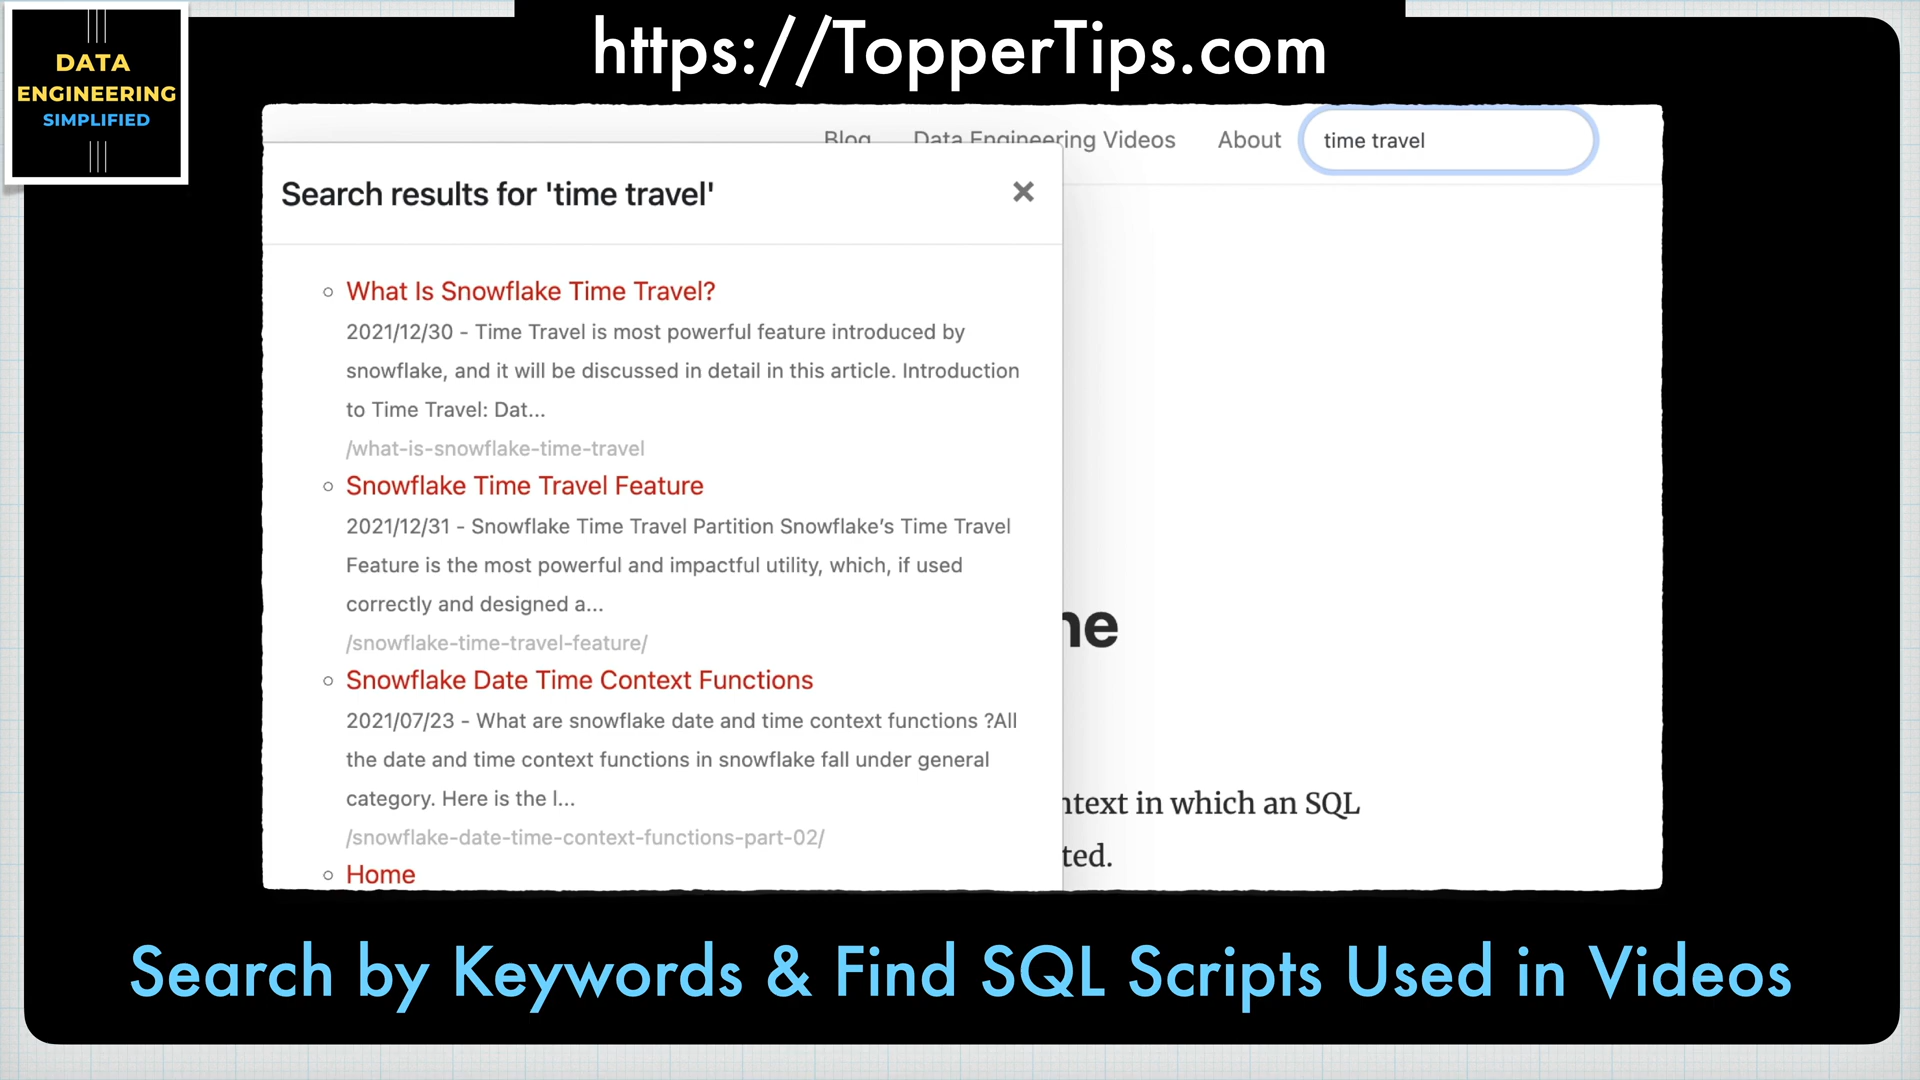 https://TopperTips.com
DATA
ENGINEERING
SIMPLIFIED
Blog Data Engineering Videos About time travel
Search results for 'time travel' ×
What Is Snowflake Time Travel?
2021/12/30 - Time Travel is most powerful feature introduced by
snowflake, and it will be discussed in detail in this article. Introduction
to Time Travel: Dat...
/what-is-snowflake-time-travel
Snowflake Time Travel Feature
2021/12/31 - Snowflake Time Travel Partition Snowflake’s Time Travel
Feature is the most powerful and impactful utility, which, if used
correctly and designed a...
/snowflake-time-travel-feature/
ne
Snowflake Date Time Context Functions
2021/07/23 - What are snowflake date and time context functions ?All
the date and time context functions in snowflake fall under general
category. Here is the l...
/snowflake-date-time-context-functions-part-02/
ntext in which an SQL
ted.
Home
Search by Keywords & Find SQL Scripts Used in Videos